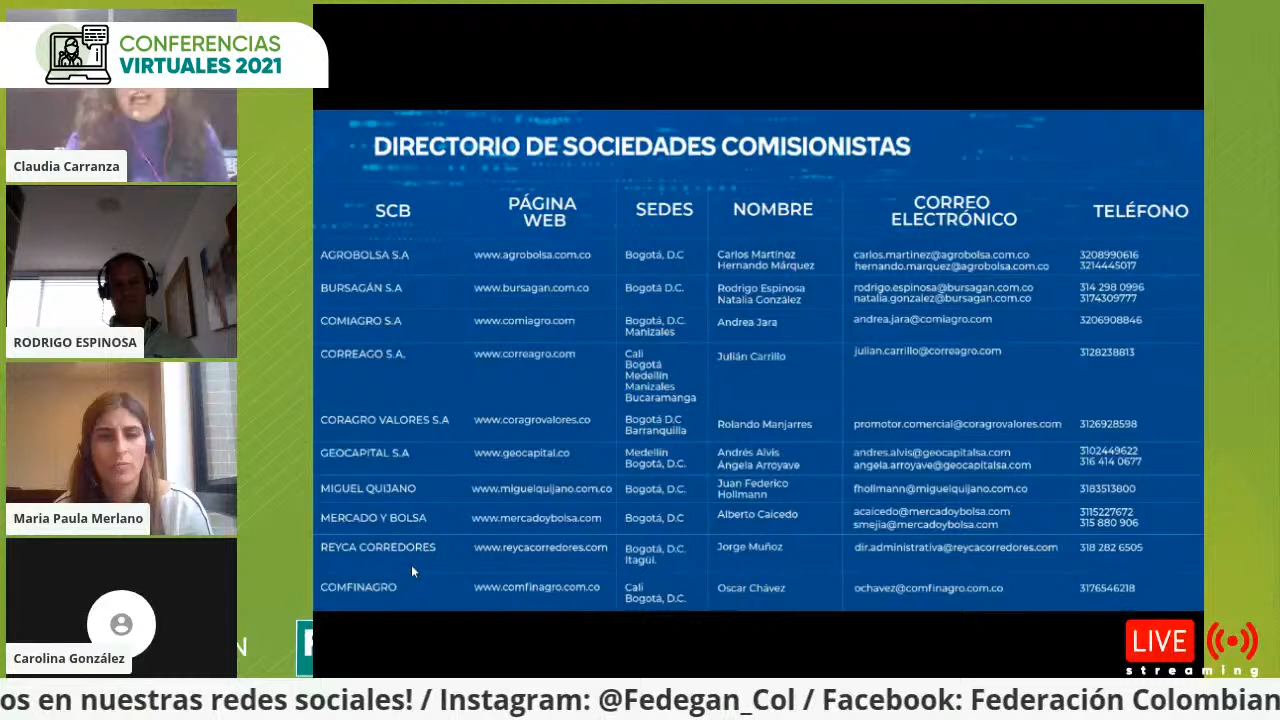 CONFERENCIAS
VIRTUALES 2021
Claudia Carranza
RODRIGO ESPINOSA
Maria Paula Merlano
Carolina González
DIRECTORIO DE SOCIEDADES COMISIONISTAS
SCB
PÁGINA
WEB
SEDES
NOMBRE
CORREO
ELECTRÓNICO
TELÉFONO
AGROBOLSA S.A
www.agrobolsa.com.co
Bogotá, D.C
Carlos Martínez
Hernando Márquez
carlos.martinez@agrobolsa.com.co
hernando.marquez@agrobolsa.com.co
3208990616
3214445017
BURSAGÁN S.A
www.bursagan.com.co
Bogotá D.C.
Rodrigo Espinosa
Natalia González
rodrigo.espinosa@bursagan.com.co
natalia.gonzalez@bursagan.com.co
314 298 0996
3174309777
COMIAGRO S.A
www.comiagro.com
Bogotá, D.C.
Manizales
Andrea Jara
andrea.jara@comiagro.com
3206908846
CORREAGO S.A.
www.correagro.com
Cali
Bogotá
Medellín
Manizales
Bucaramanga
Julián Carrillo
julian.carrillo@correagro.com
3128238813
CORAGRO VALORES S.A
www.coragrovalores.co
Bogotá D.C
Barranquilla
Rolando Manjarres
promotor.comercial@coragrovalores.com
3126928598
GEOCAPITAL S.A
www.geocapital.co
Medellín
Bogotá, D.C.
Andrés Alvis
Ángela Arroyave
andres.alvis@geocapitalsa.com
angela.arroyave@geocapitalsa.com
3102449622
316 414 0677
MIGUEL QUIJANO
www.miguelquijano.com.co
Bogotá, D.C.
Juan Federico
Hollmann
fhollmann@miguelquijano.com.co
3183513800
MERCADO Y BOLSA
www.mercadoybolsa.com
Bogotá, D.C
Alberto Caicedo
acaicedo@mercadoybolsa.com
smejia@mercadoybolsa.com
3115227672
315 880 906
REYCA CORREDORES
www.reycacorredores.com
Bogotá, D.C.
Itagüí.
Jorge Muñoz
dir.administrativa@reycacorredores.com
318 282 6505
COMFINAGRO
www.comfinagro.com.co
Cali
Bogotá, D.C.
Oscar Chávez
ochavez@comfinagro.com.co
3176546218
N
LIVE
streaming
os en nuestras redes sociales! / Instagram: @Fedegan_Col / Facebook: Federación Colombian